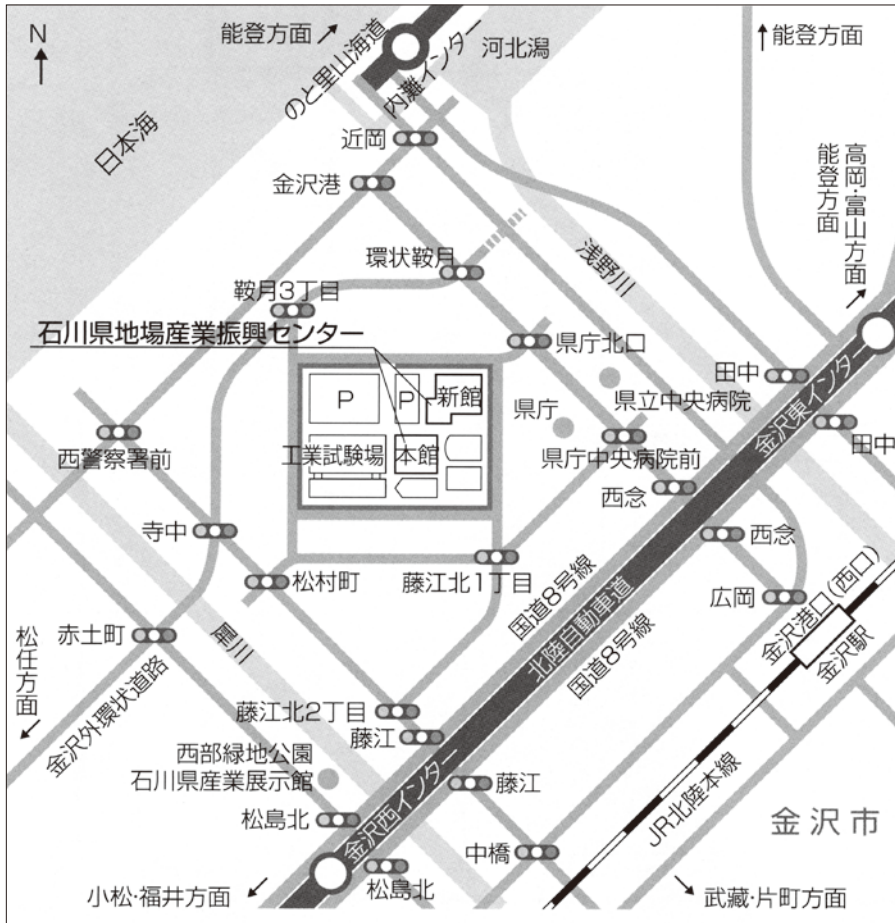 N
能登方面
のと里山海道
内灘インター
河北潟
能登方面
日本海
近岡
金沢港
高岡・富山方面
能登方面
環状鞍月
浅野川
鞍月3丁目
石川県地場産業振興センター
県庁北口
田中
P
P
新館
県庁
県立中央病院
金沢東インター
田中
西警察署前
工業試験場
本館
県庁中央病院前
西念
寺中
西念
松村町
藤江北1丁目
国道8号線
北陸自動車道
国道8号線
広岡
金沢港口(西口)
金沢駅
赤土町
松任方面
犀川
金沢外環状道路
藤江北2丁目
藤江
西部緑地公園
石川県産業展示館
藤江
松島北
金沢西インター
JR北陸本線
金沢市
中橋
松島北
小松・福井方面
武蔵・片町方面